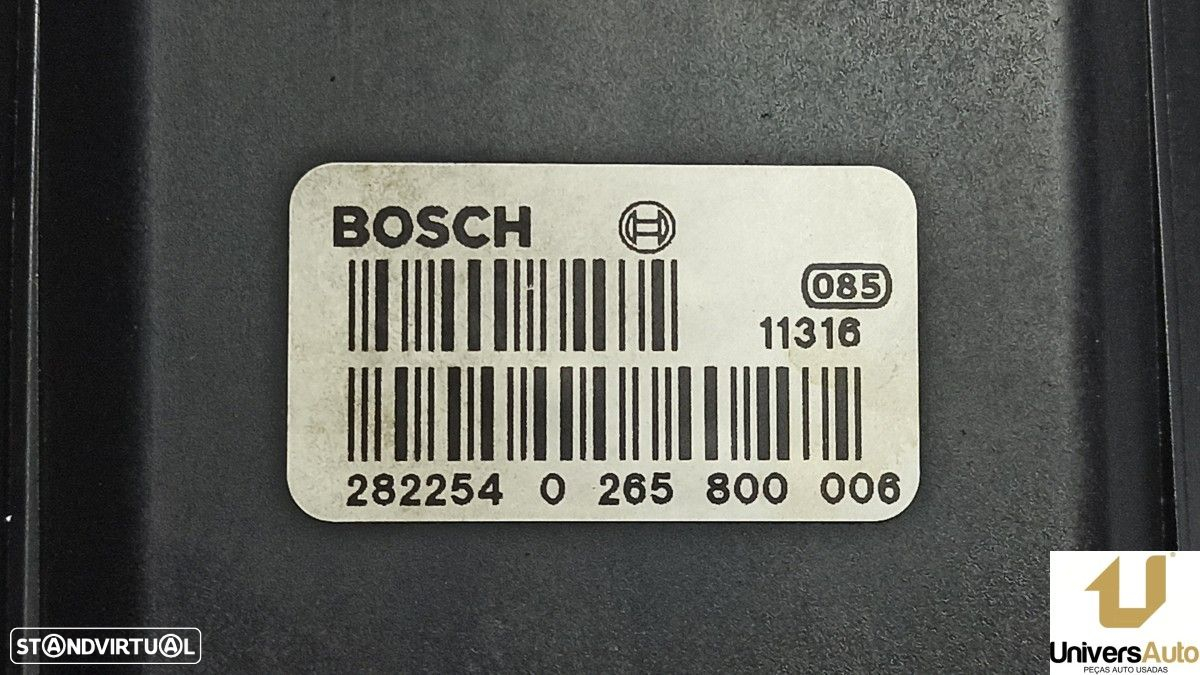 BOSCH
085
11316
282254 0 265 800 006
STANDVIRTUAL
UniversAuto
PEÇAS AUTO USADAS